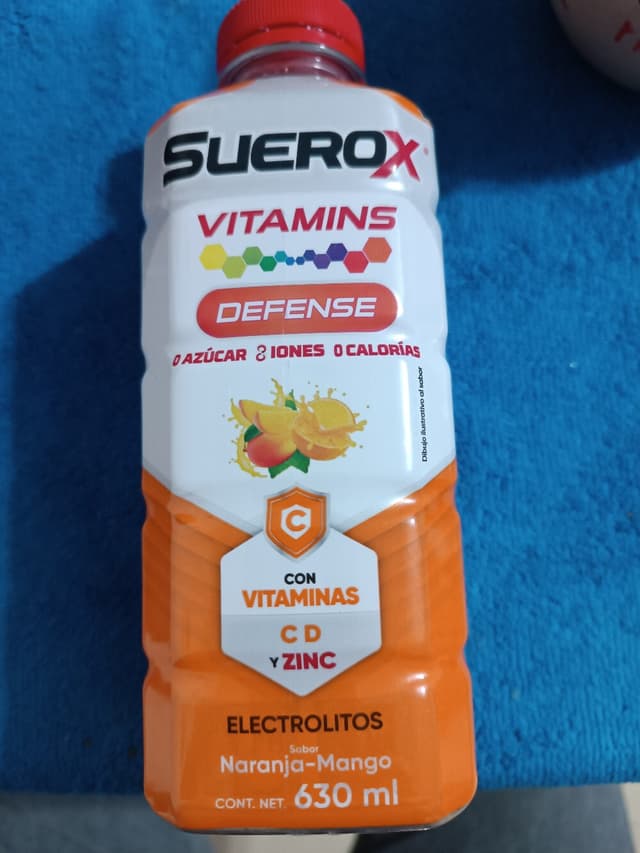 SUEROX
VITAMINS
DEFENSE
0 AZÚCAR 8 IONES 0 CALORÍAS
Dibujo ilustrativo al sabor
C
CON
VITAMINAS
C D
Y ZINC
ELECTROLITOS
Sabor
Naranja-Mango
CONT. NET. 630 ml